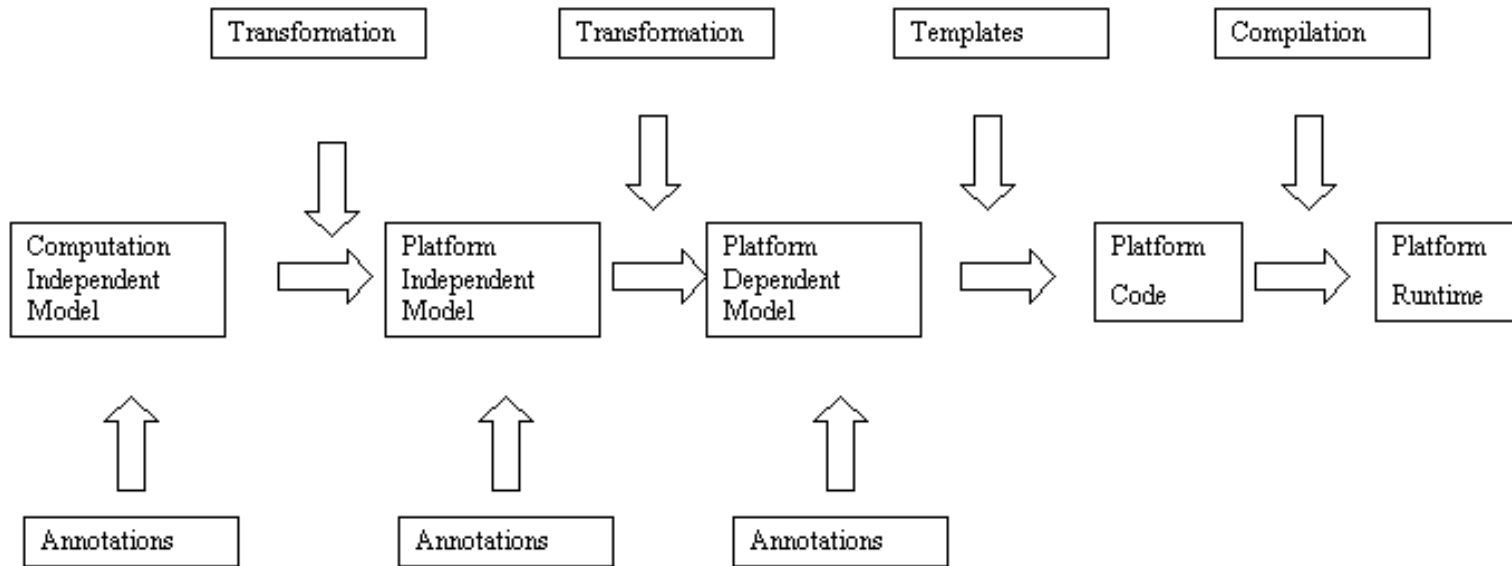 Transformation
Transformation
Templates
Compilation
Computation
Independent
Model
Platform
Independent
Model
Platform
Dependent
Model
Platform
Code
Platform
Runtime
Annotations
Annotations
Annotations